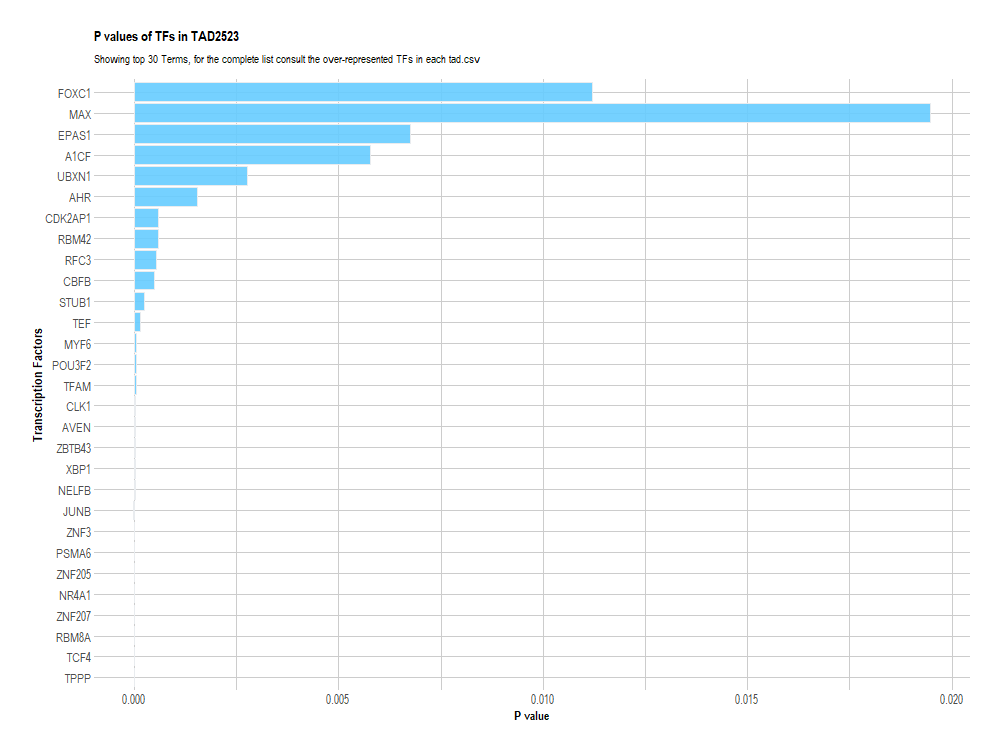 P values of TFs in TAD2523
Showing top 30 Terms, for the complete list consult the over-represented TFs in each tad.csv
Transcription Factors
FOXC1
MAX
EPAS1
A1CF
UBXN1
AHR
CDK2AP1
RBM42
RFC3
CBFB
STUB1
TEF
MYF6
POU3F2
TFAM
CLK1
AVEN
ZBTB43
XBP1
NELFB
JUNB
ZNF3
PSMA6
ZNF205
NR4A1
ZNF207
RBM8A
TCF4
TPPP
0.000 0.005 0.010 0.015 0.020
P value